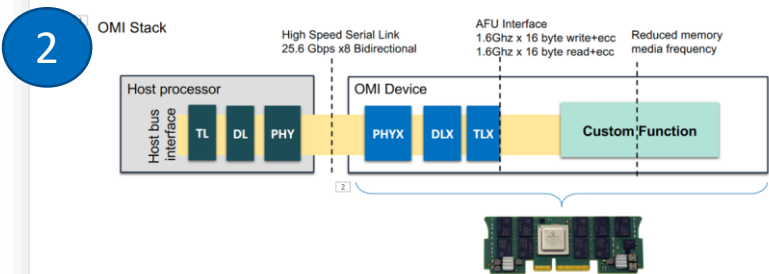 2
OMI Stack
High Speed Serial Link
25.6 Gbps x8 Bidirectional
AFU Interface
1.6Ghz x 16 byte write+ecc
1.6Ghz x 16 byte read+ecc
Reduced memory
media frequency
Host processor
OMI Device
Host bus
interface
TL
DL
PHY
PHYX
DLX
TLX
Custom Function
2